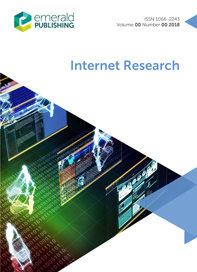 emerald
PUBLISHING
ISSN 1066-2243
Volume 00 Number 00 2018
Internet Research